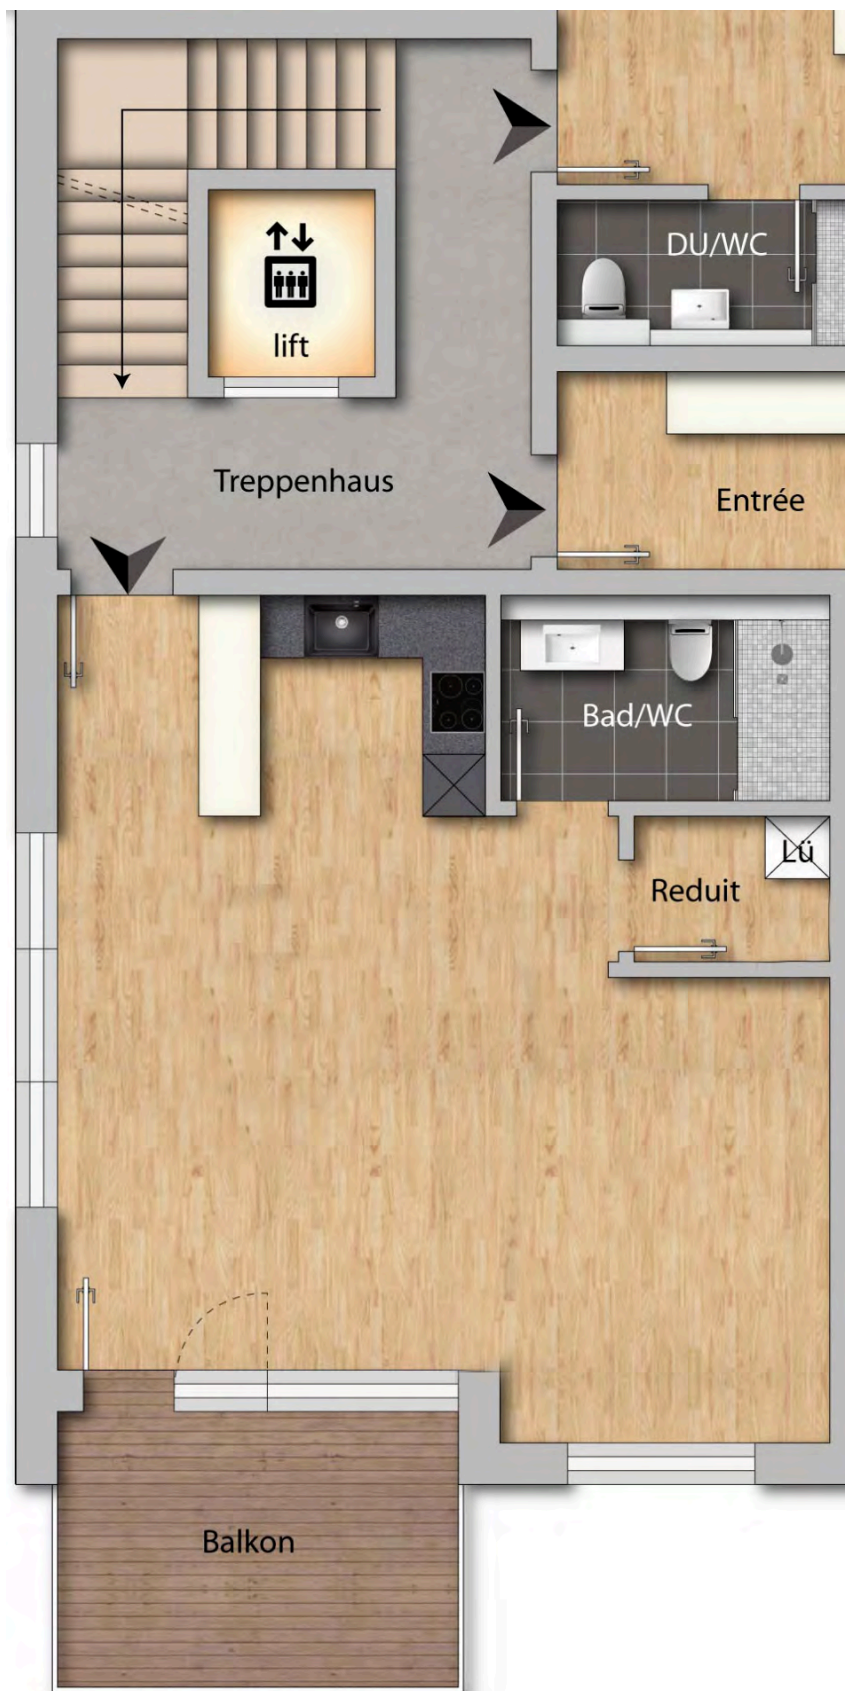 DU/WC
lift
Treppenhaus
Entrée
Bad/WC
Lü
Reduit
Balkon